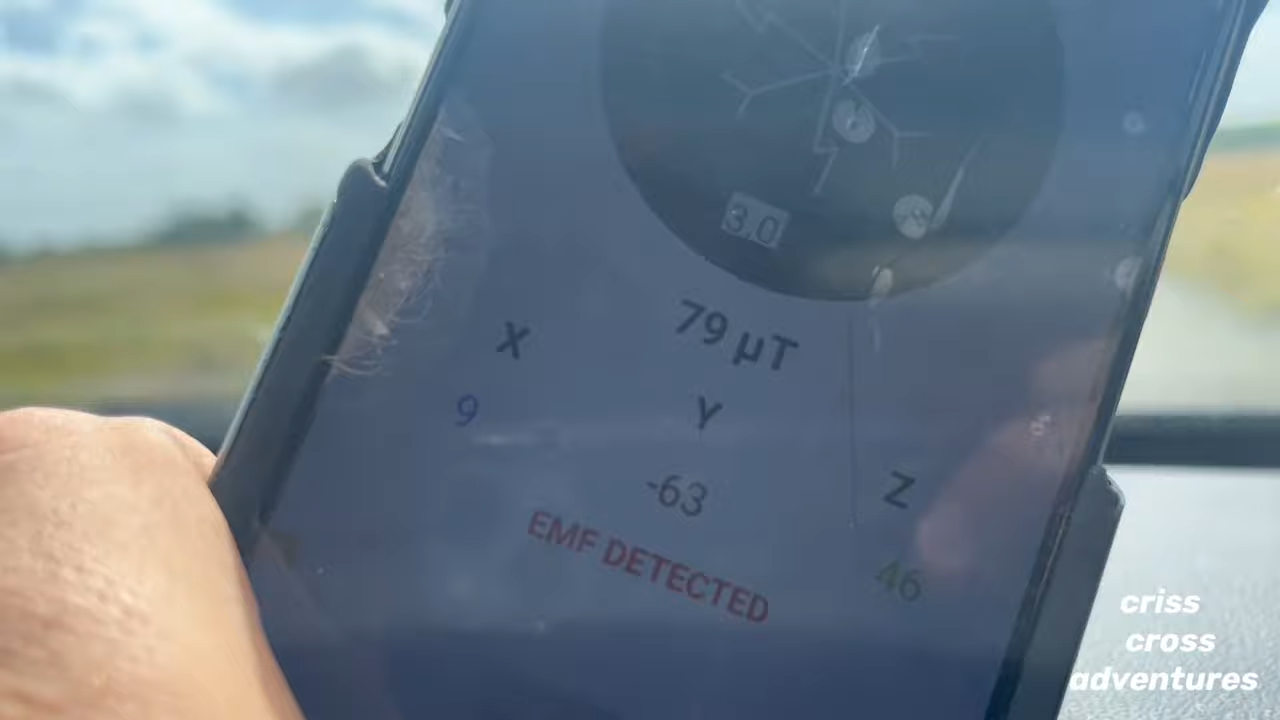 3.0
79 µT
X
Y
Z
9
-63
46
EMF DETECTED
criss
cross
adventures